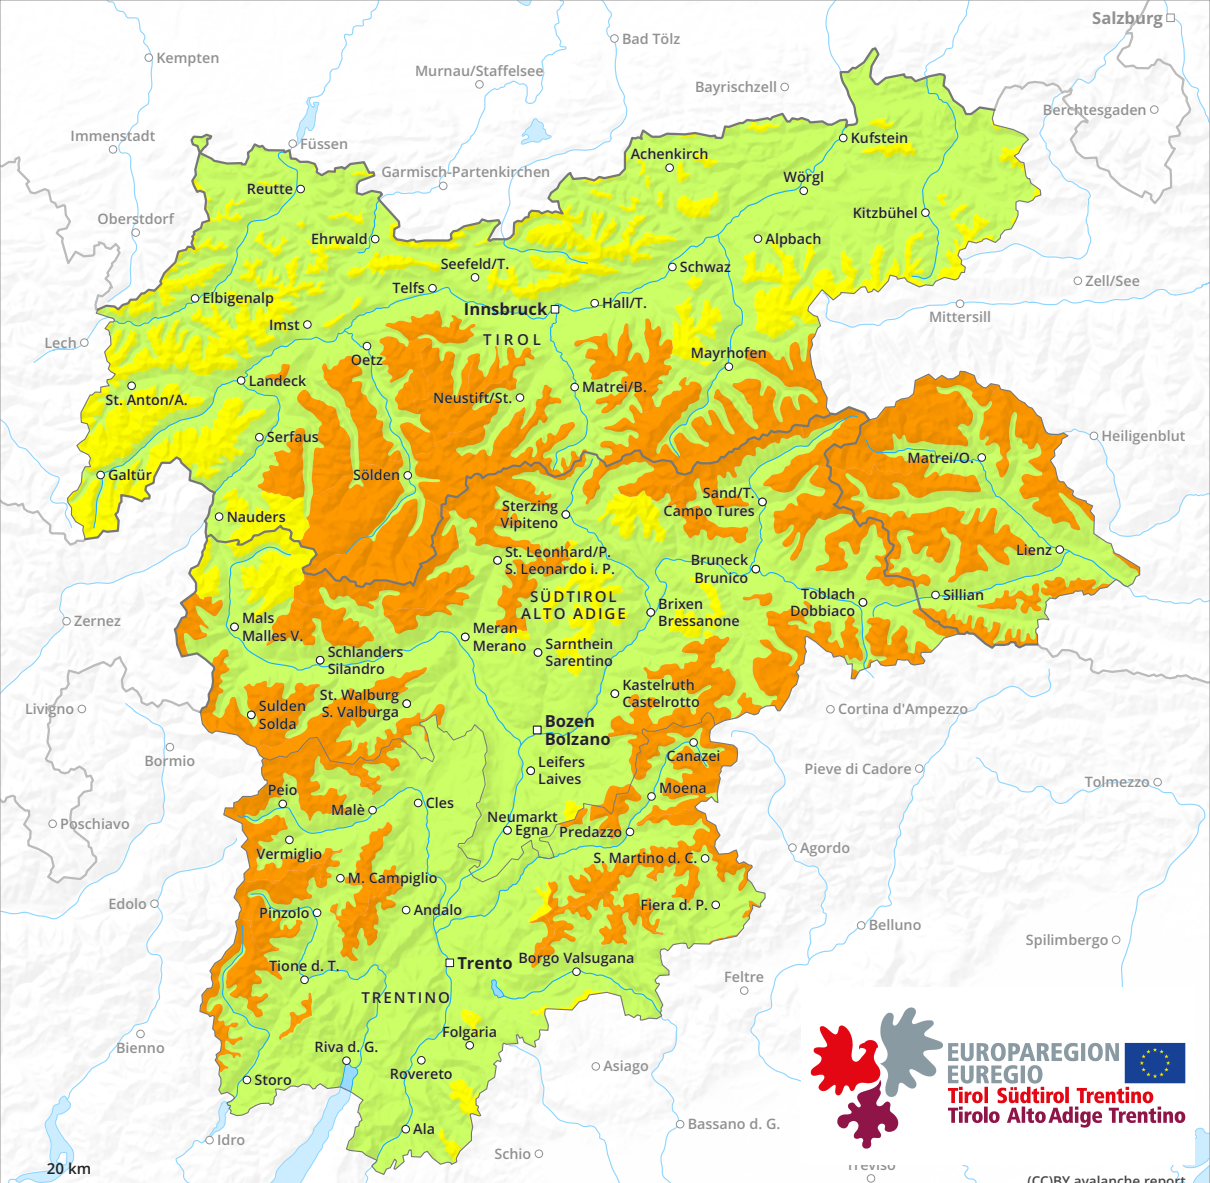 Salzburg
Bad Tölz
Kempten
Murnau/Staffelsee
Bayrischzell
Berchtesgaden
Immenstadt
Füssen
Kufstein
Achenkirch
Garmisch-Partenkirchen
Wörgl
Reutte
Oberstdorf
Kitzbühel
Ehrwald
Alpbach
Seefeld/T.
Schwaz
Zell/See
Telfs
Elbigenalp
Hall/T.
Innsbruck
Mittersill
Imst
TIROL
Lech
Oetz
Mayrhofen
Landeck
Matrei/B.
St. Anton/A.
Neustift/St.
Serfaus
Heiligenblut
Matrei/O.
Galtür
Sölden
Sand/T.
Campo Tures
Sterzing
Vipiteno
Nauders
St. Leonhard/P.
S. Leonardo i. P.
Bruneck
Brunico
Lienz
SÜDTIROL
ALTO ADIGE
Toblach
Dobbiaco
Sillian
Brixen
Bressanone
Zernez
Mals
Malles V.
Meran
Merano
Sarnthein
Sarentino
Schlanders
Silandro
Kastelruth
Castelrotto
St. Walburg
S. Valburga
Livigno
Sulden
Solda
Cortina d'Ampezzo
Bozen
Bolzano
Bormio
Canazei
Leifers
Laives
Pieve di Cadore
Tolmezzo
Peio
Moena
Malè
Cles
Neumarkt
Egna
Poschiavo
Predazzo
Vermiglio
Agordo
S. Martino d. C.
M. Campiglio
Edolo
Pinzolo
Andalo
Fiera d. P.
Belluno
Spilimbergo
Trento
Borgo Valsugana
Tione d. T.
Feltre
TRENTINO
Folgaria
Bienno
Riva d. G.
Rovereto
Asiago
Storo
EUROPAREGION
EUREGIO
Tirol Südtirol Trentino
Tirolo Alto Adige Trentino
Ala
Bassano d. G.
Idro
Schio
20 km
Treviso
(CC)BY avalanche.report